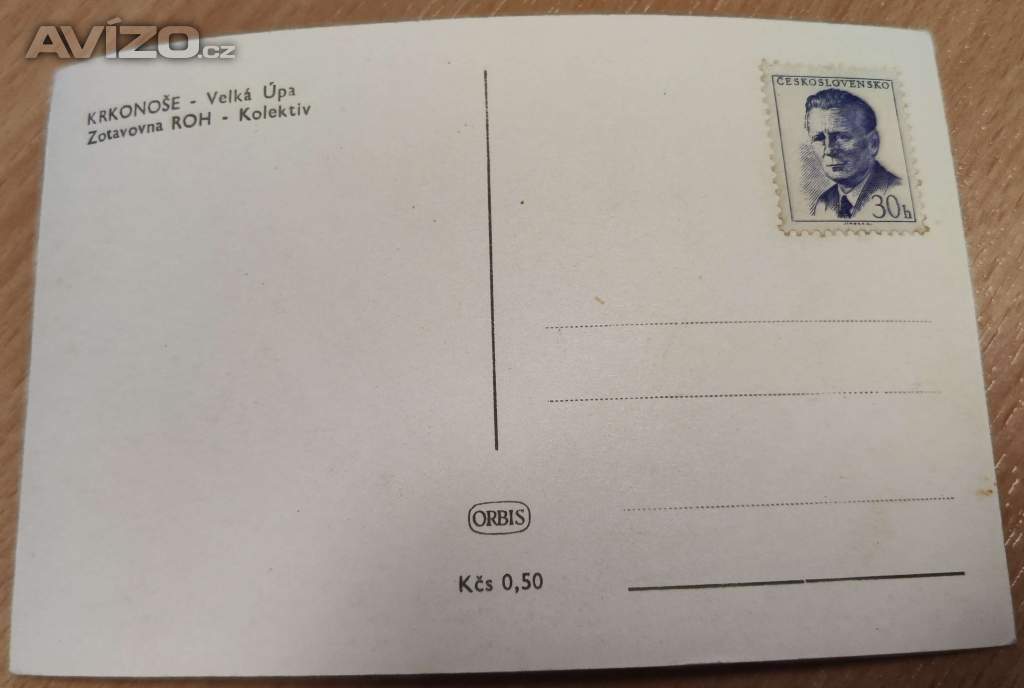 AVÍZO.cz
KRKONOŠE - Velká Úpa
Zotavovna ROH - Kolektiv
ČESKOSLOVENSKO
30h
ORBIS
Kčs 0,50